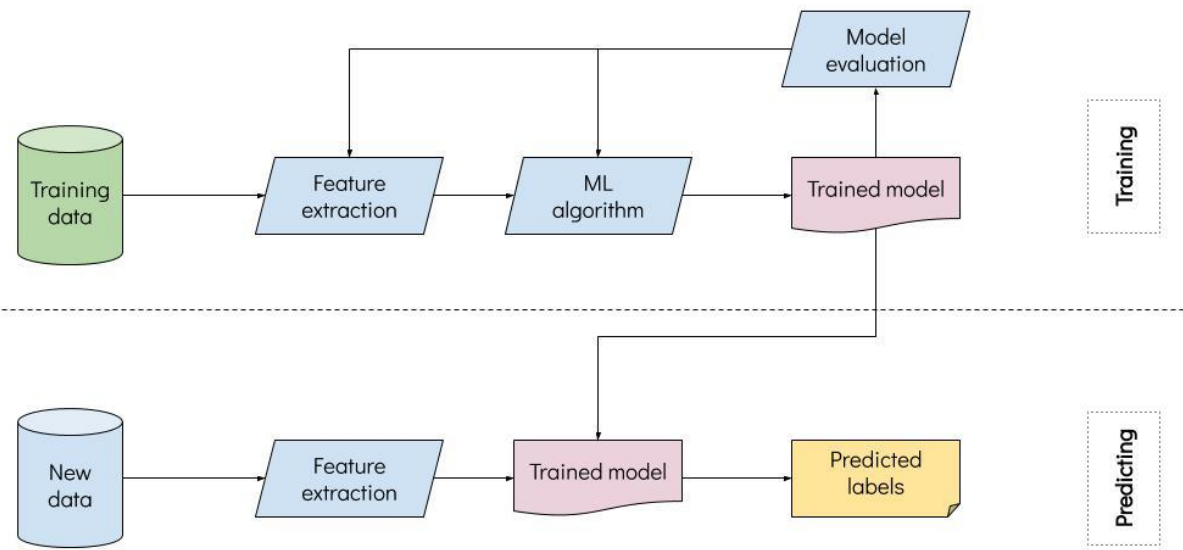 Model
evaluation
Training
data
Feature
extraction
ML
algorithm
Trained model
Training
New
data
Feature
extraction
Trained model
Predicted
labels
Predicting